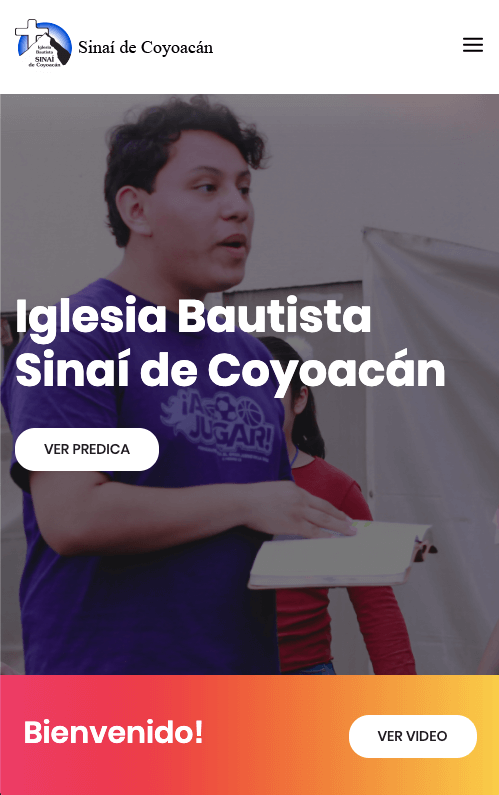 Iglesia
Bautista
SINAÍ
de Coyoacán
Sinaí de Coyoacán
Iglesia Bautista
Sinaí de Coyoacán
¡A JUGAR!
VER PREDICA
Bienvenido!
VER VIDEO